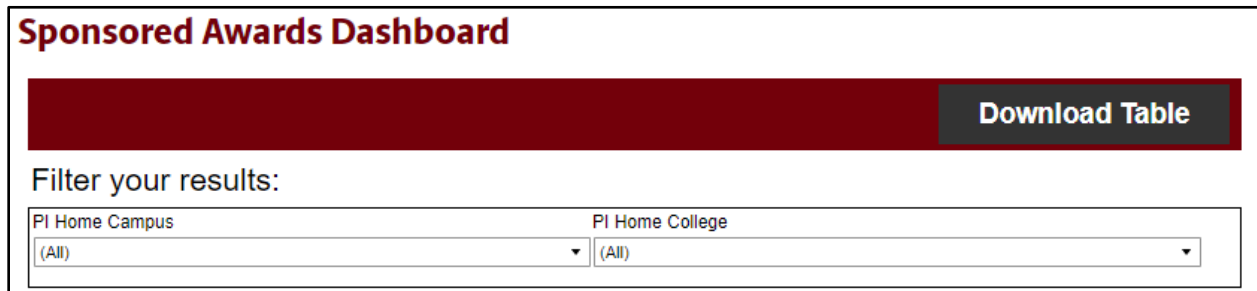 Sponsored Awards Dashboard
Download Table
Filter your results:
PI Home Campus PI Home College
(All) (All)